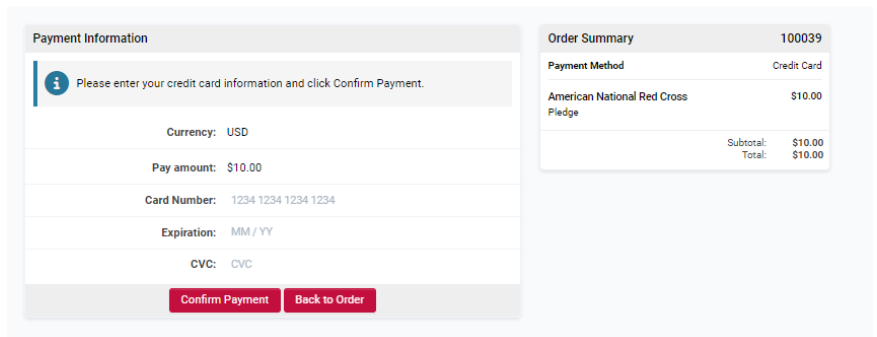 Payment Information
Please enter your credit card information and click Confirm Payment.
Currency: USD
Pay amount: $10.00
Card Number: 1234 1234 1234 1234
Expiration: MM / YY
CVC: CVC
Confirm Payment Back to Order
Order Summary 100039
Payment Method Credit Card
American National Red Cross $10.00
Pledge
Subtotal: $10.00
Total: $10.00